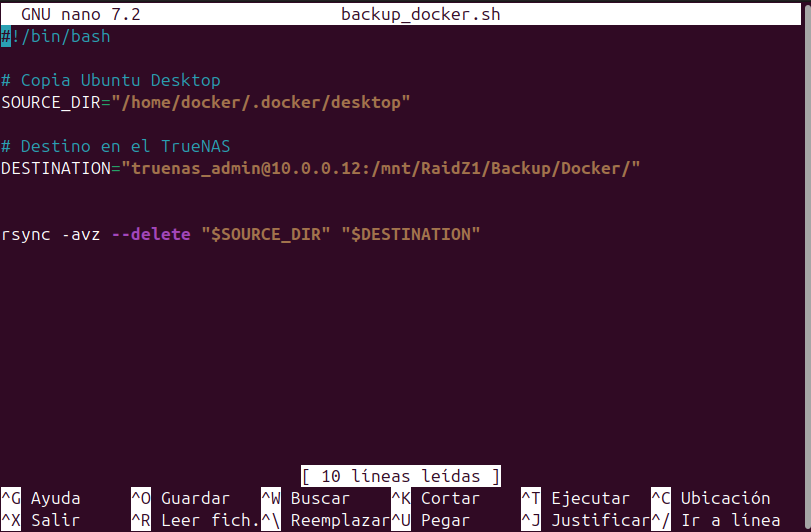 GNU nano 7.2 backup_docker.sh
#!/bin/bash
# Copia Ubuntu Desktop
SOURCE_DIR="/home/docker/.docker/desktop"
# Destino en el TrueNAS
DESTINATION="truenas_admin@10.0.0.12:/mnt/RaidZ1/Backup/Docker/"
rsync -avz --delete "$SOURCE_DIR" "$DESTINATION"
[ 10 líneas leídas ]
^G Ayuda ^O Guardar ^W Buscar ^K Cortar ^T Ejecutar ^C Ubicación
^X Salir ^R Leer fich. ^\ Reemplazar ^U Pegar ^J Justificar ^/ Ir a línea